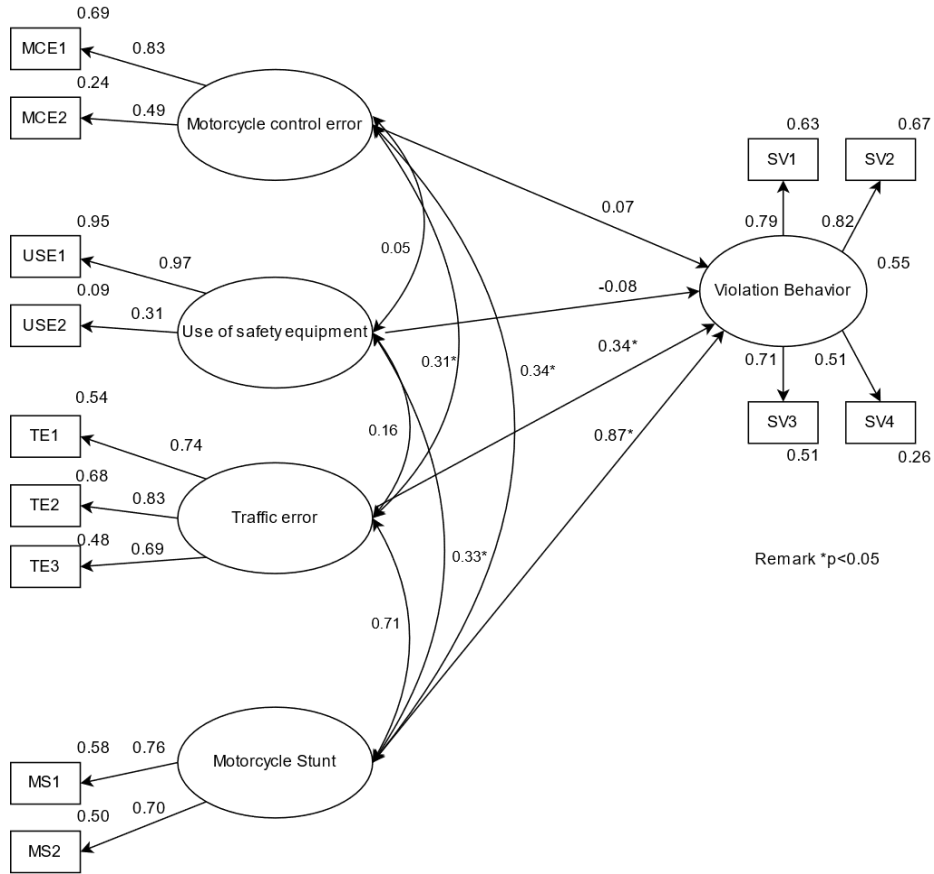 0.69
MCE1
0.83
0.24
MCE2
0.49
Motorcycle control error
0.63
0.67
SV1
SV2
0.07
0.79
0.82
0.95
USE1
0.97
0.05
0.55
0.09
USE2
0.31
Use of safety equipment
-0.08
Violation Behavior
0.31*
0.34*
0.34*
0.71
0.51
0.54
TE1
0.74
0.16
0.87*
SV3
SV4
0.51
0.26
0.68
TE2
0.83
Traffic error
0.48
TE3
0.69
0.33*
Remark *p<0.05
0.71
0.58
0.76
MS1
Motorcycle Stunt
0.50
0.70
MS2